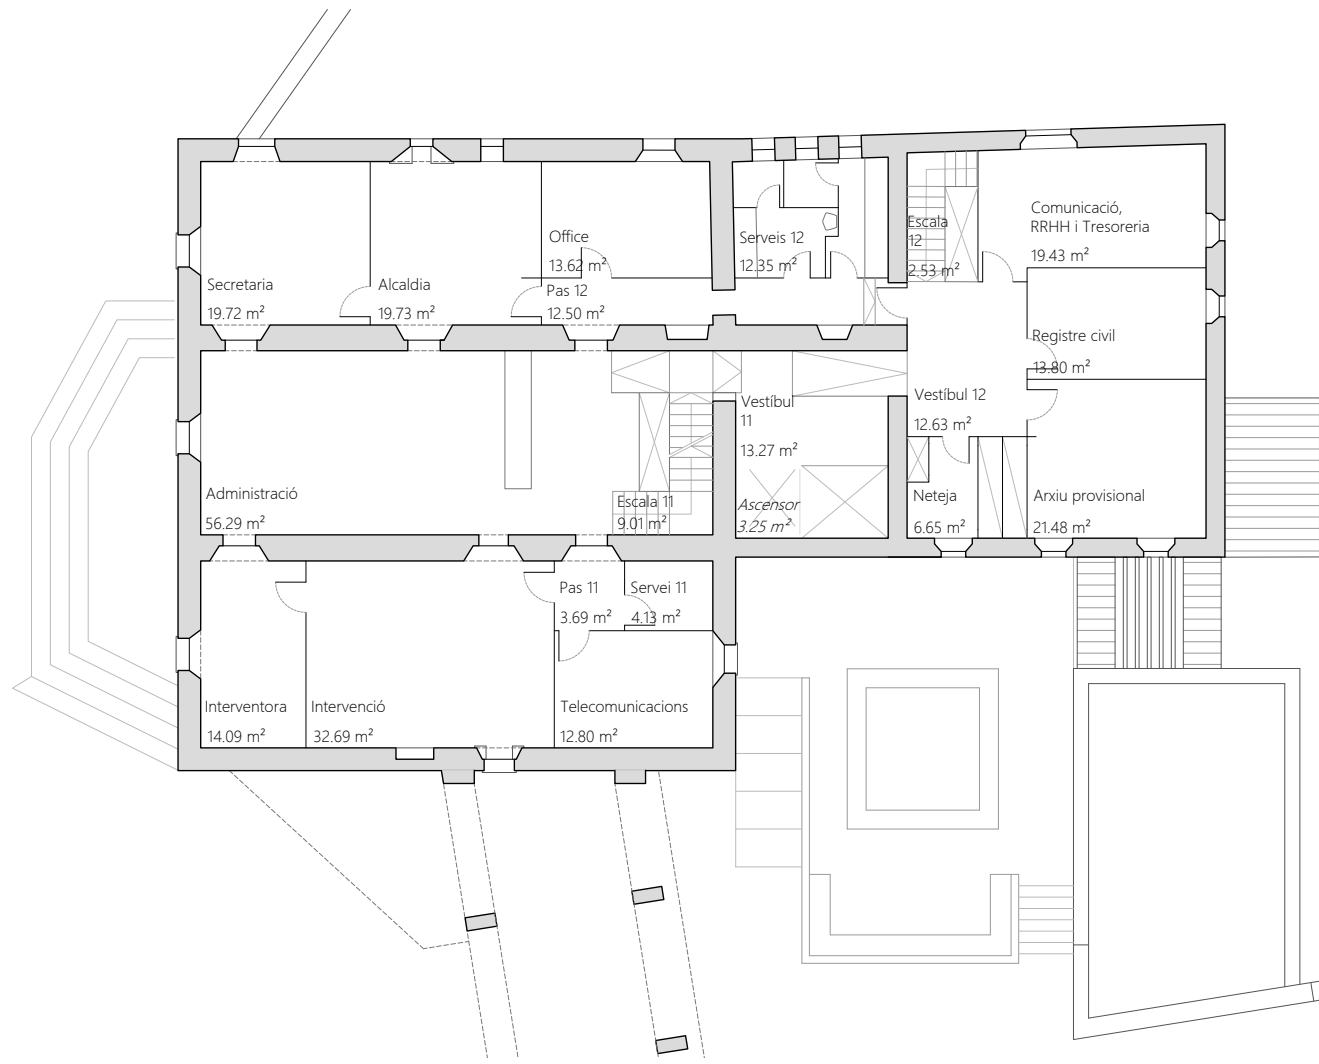 Secretaria
19.72 m²
Alcaldia
19.73 m²
Office
13.62 m²
Pas 12
12.50 m²
Serveis 12
12.35 m²
Escala
12
2.53 m²
Comunicació,
RRHH i Tresoreria
19.43 m²
Registre civil
13.80 m²
Vestíbul 12
12.63 m²
Vestíbul
11
13.27 m²
Administració
56.29 m²
Escala 11
9.01 m²
Ascensor
3.25 m²
Neteja
6.65 m²
Arxiu provisional
21.48 m²
Pas 11
3.69 m²
Servei 11
4.13 m²
Interventora
14.09 m²
Intervenció
32.69 m²
Telecomunicacions
12.80 m²